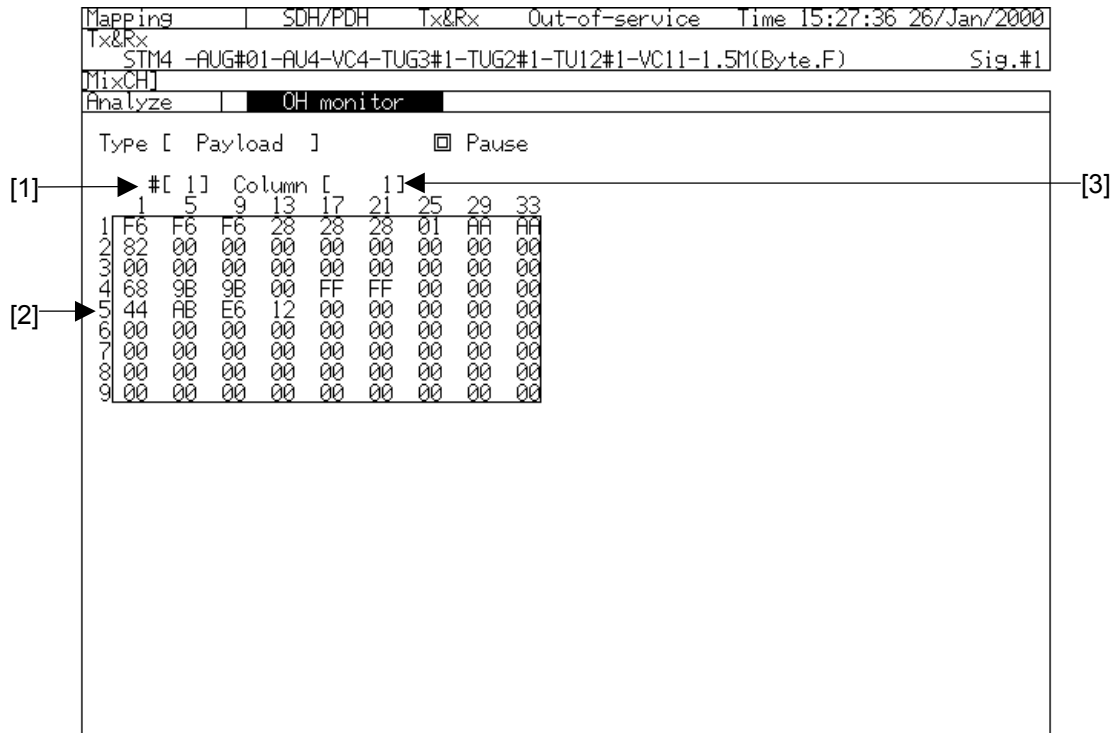 Mapping SDH/PDH Tx&Rx Out-of-service Time 15:27:36 26/Jan/2000
Tx&Rx
STM4 -AUG#01-AU4-VC4-TUG3#1-TUG2#1-TU12#1-VC11-1.5M(Byte.F) Sig.#1
[MixCH]
Analyze OH monitor
Type [ Payload ] Pause
[1] #[ 1] Column [ 1] [3]
1 5 9 13 17 21 25 29 33
1 F6 F6 F6 28 28 28 01 AA AA
2 82 00 00 00 00 00 00 00 00
3 00 00 00 00 00 00 00 00 00
4 68 9B 9B 00 FF FF 00 00 00
[2] 5 44 AB E6 12 00 00 00 00 00
6 00 00 00 00 00 00 00 00 00
7 00 00 00 00 00 00 00 00 00
8 00 00 00 00 00 00 00 00 00
9 00 00 00 00 00 00 00 00 00